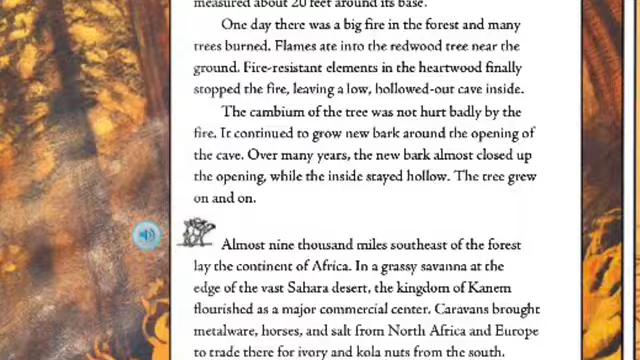 measured about 20 feet around its base.
One day there was a big fire in the forest and many
trees burned. Flames ate into the redwood tree near the
ground. Fire-resistant elements in the heartwood finally
stopped the fire, leaving a low, hollowed-out cave inside.
The cambium of the tree was not hurt badly by the
fire. It continued to grow new bark around the opening of
the cave. Over many years, the new bark almost closed up
the opening, while the inside stayed hollow. The tree grew
on and on.
Almost nine thousand miles southeast of the forest
lay the continent of Africa. In a grassy savanna at the
edge of the vast Sahara desert, the kingdom of Kanem
flourished as a major commercial center. Caravans brought
metalware, horses, and salt from North Africa and Europe
to trade there for ivory and kola nuts from the south.